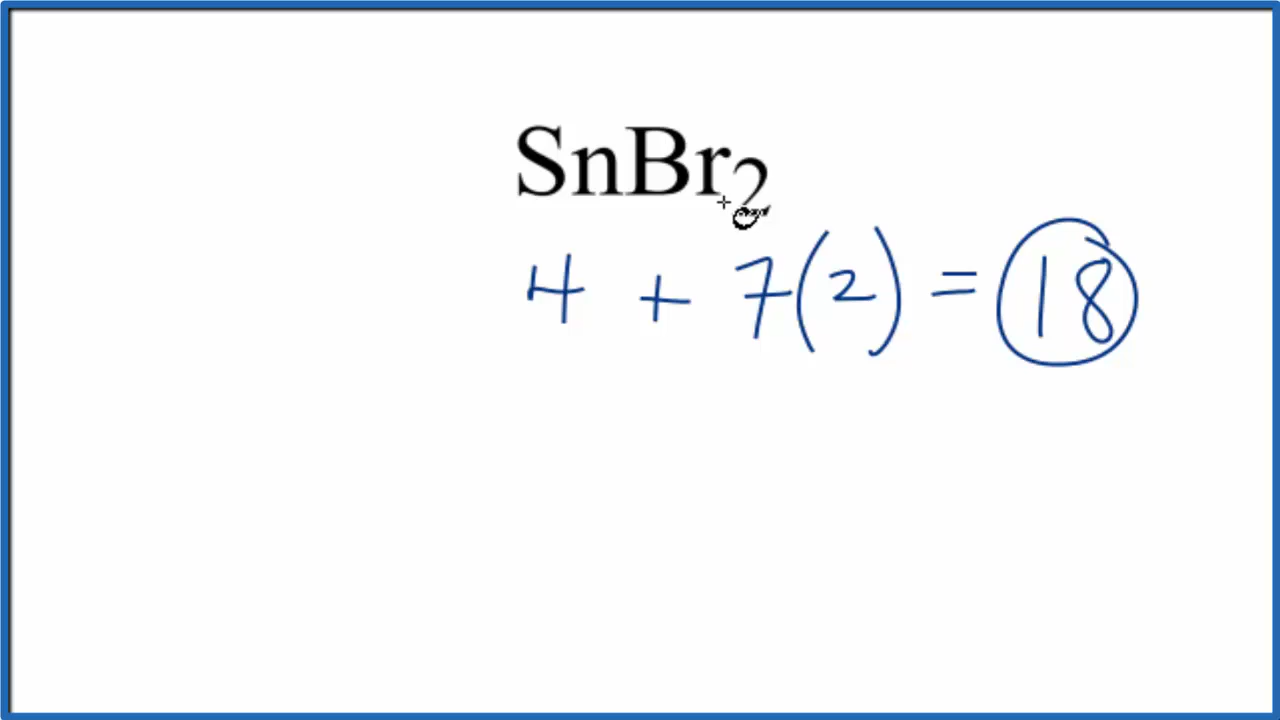 SnBr₂
4 + 7(2) = 18